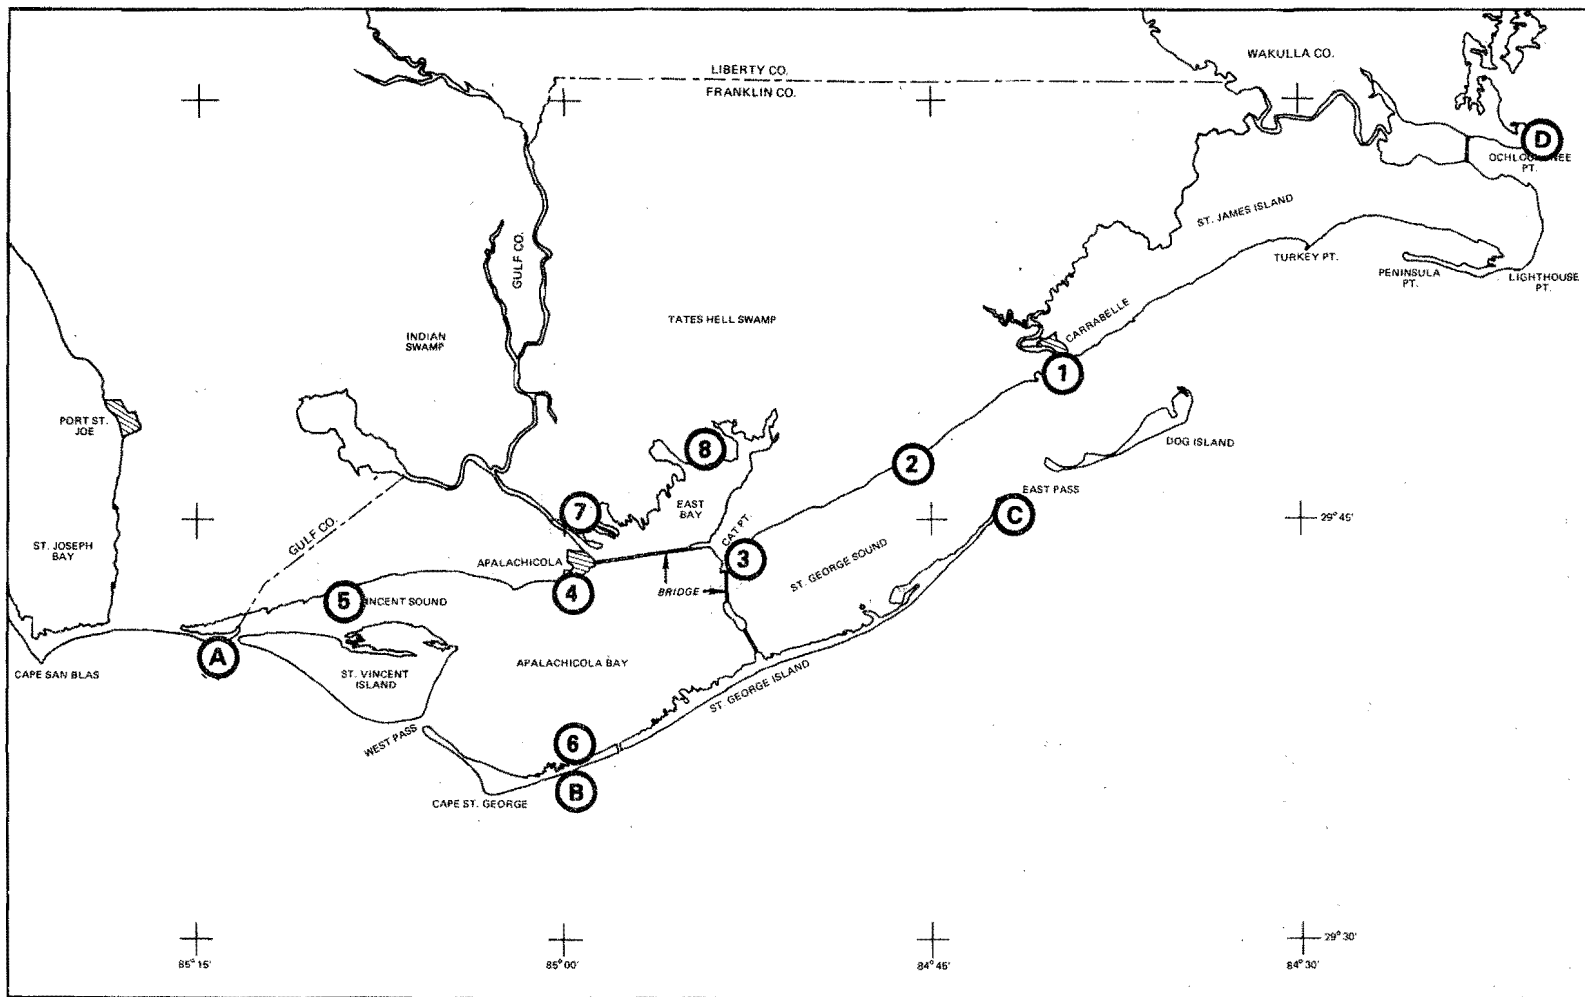 WAKULLA CO.
LIBERTY CO.
FRANKLIN CO.
D
OCHLOCKONEE
PT.
ST. JAMES ISLAND
GULF CO.
TURKEY PT.
PENINSULA
PT.
LIGHTHOUSE
PT.
TATES HELL SWAMP
INDIAN
SWAMP
CARRABELLE
1
PORT ST.
JOE
DOG ISLAND
8
2
EAST PASS
EAST
BAY
7
C
29° 45'
CAT PT.
GULF CO.
ST. JOSEPH
BAY
APALACHICOLA
3
ST. GEORGE SOUND
BRIDGE
4
5
INCENT SOUND
A
CAPE SAN BLAS
ST. VINCENT
ISLAND
APALACHICOLA BAY
ST. GEORGE ISLAND
WEST PASS
6
B
CAPE ST. GEORGE
29° 30'
85° 15'
85° 00'
84° 45'
84° 30'